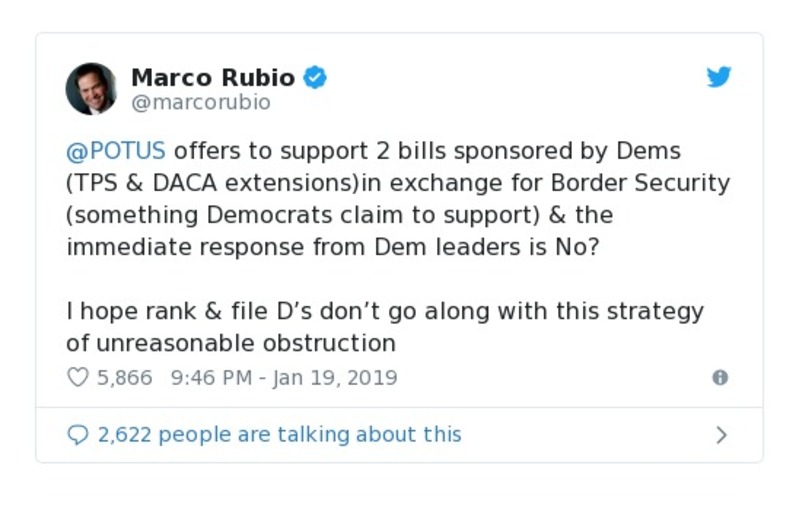 Marco Rubio
@marcorubio
@POTUS offers to support 2 bills sponsored by Dems
(TPS & DACA extensions)in exchange for Border Security
(something Democrats claim to support) & the
immediate response from Dem leaders is No?
I hope rank & file D’s don’t go along with this strategy
of unreasonable obstruction
5,866 9:46 PM - Jan 19, 2019
2,622 people are talking about this